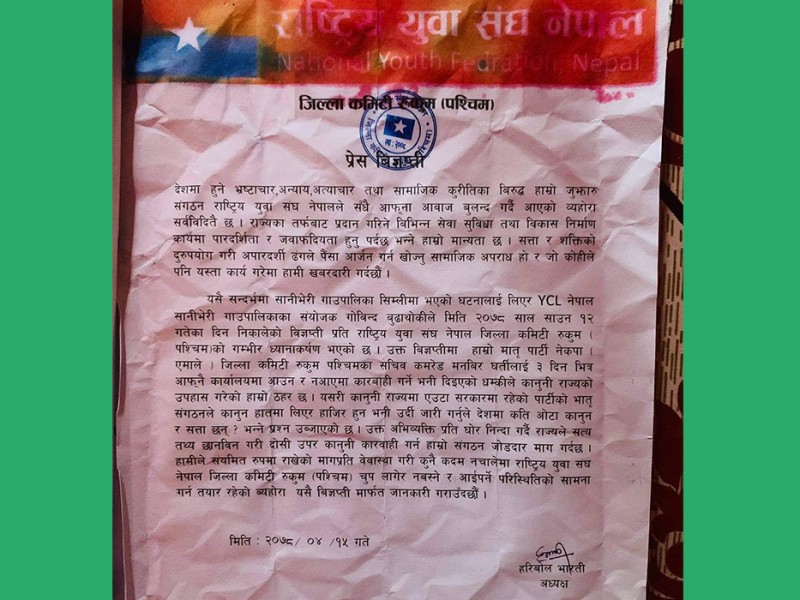 राष्ट्रिय युवा संघ नेपाल
National Youth Fedration, Nepal
जिल्ला कमिटी रुकुम (पश्चिम)
प्रेस बिज्ञप्ती
देशमा हुने भ्रष्टाचार,अन्याय,अत्याचार तथा सामाजिक कुरीतिका बिरुद्ध हाम्रो जुझारु
संगठन राष्ट्रिय युवा संघ नेपालले संधै आफ्ना आवाज बुलन्द गर्दै आएको व्यहोरा
सर्वविदितै छ । राज्यका तर्फबाट प्रदान गरिने विभिन्न सेवा सुविधा तथा विकास निर्माण
कार्यमा पारदर्शिता र जवाफदियता हुनु पर्दछ भन्ने हाम्रो मान्यता छ । सत्ता र शक्तिको
दुरुपयोग गरी अपारदर्शी ढंगले पैसा आर्जन गर्न खोज्नु सामाजिक अपराध हो र जो कोहीले
पनि यस्ता कार्य गरेमा हामी खबरदारी गर्दछौं ।
यसै सन्दर्भमा सानीभेरी गाउपालिका सिम्लीमा भएको घटनालाई लिएर YCL नेपाल
सानीभेरी गाउपालिकाका संयोजक गोबिन्द बुढाथोकीले मिति २०७८ साल साउन १२
गतेका दिन निकालेको बिज्ञप्ती प्रति राष्ट्रिय युवा संघ नेपाल जिल्ला कमिटी रुकुम (
पश्चिम)को गम्भीर ध्यानाकर्षण भएको छ । उक्त बिज्ञप्तीमा हाम्रो मातृ पार्टी नेकपा (
एमाले ) जिल्ला कमिटी रुकुम पश्चिमका सचिव कमरेड मनबिर घर्तीलाई ३ दिन भित्र
आफ्नै कार्यालयमा आउन र नआएमा कारवाही गर्ने भनी दिइएको धम्कीले कानुनी राज्यको
उपहास गरेको हाम्रो ठहर छ । यसरी कानुनी राज्यमा एउटा सरकारमा रहेको पार्टीको भातृ
संगठनले कानुन हातमा लिएर हाजिर हुन भनी उर्दी जारी गर्नुले देशमा कति ओटा कानुन
र सत्ता छन् ? भन्ने प्रश्न उब्जाएको छ । उक्त अभिव्यक्ति प्रति घोर निन्दा गर्दै राज्यले सत्य
तथ्य छानविन गरी दोसी उपर कानुनी कारवाही गर्न हाम्रो संगठन जोडदार माग गर्दछ ।
हामीले संयमित रुपमा राखेको मागप्रति वेवास्था गरी कुनै कदम नचालेमा राष्ट्रिय युवा संघ
नेपाल जिल्ला कमिटी रुकुम (पश्चिम) चुप लागेर नबस्ने र आईपर्ने परिस्थितिको सामना
गर्न तयार रहेको ब्यहोरा यसै बिज्ञप्ती मार्फत जानकारी गराउँदछौं ।
मिति : २०७८/ ०४ /१५ गते
हरिबोल भारती
अध्यक्ष